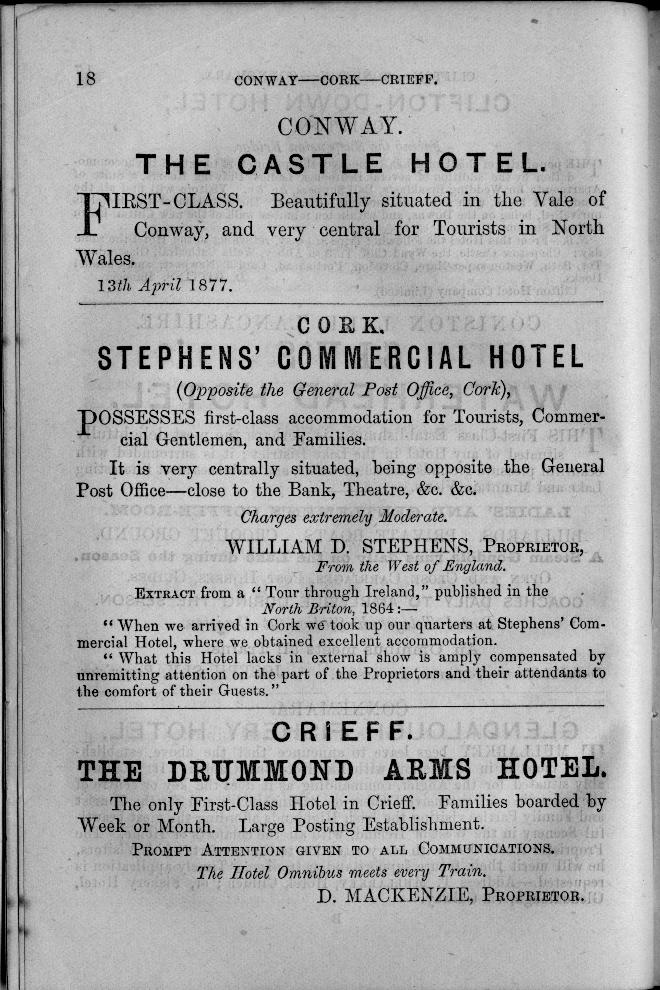 18 CONWAY—CORK—CRIEFF.
CONWAY.
THE CASTLE HOTEL.
FIRST-CLASS. Beautifully situated in the Vale of
Conway, and very central for Tourists in North
Wales.
13th April 1877.
CORK.
STEPHENS' COMMERCIAL HOTEL
(Opposite the General Post Office, Cork),
POSSESSES first-class accommodation for Tourists, Commer-
cial Gentlemen, and Families.
It is very centrally situated, being opposite the General
Post Office—close to the Bank, Theatre, &c. &c.
Charges extremely Moderate.
WILLIAM D. STEPHENS, PROPRIETOR,
From the West of England.
EXTRACT from a “ Tour through Ireland,” published in the
North Briton, 1864:—
“ When we arrived in Cork we took up our quarters at Stephens' Com-
mercial Hotel, where we obtained excellent accommodation.
“ What this Hotel lacks in external show is amply compensated by
unremitting attention on the part of the Proprietors and their attendants to
the comfort of their Guests.”
CRIEFF.
THE DRUMMOND ARMS HOTEL.
The only First-Class Hotel in Crieff. Families boarded by
Week or Month. Large Posting Establishment.
PROMPT ATTENTION GIVEN TO ALL COMMUNICATIONS.
The Hotel Omnibus meets every Train.
D. MACKENZIE, PROPRIETOR.